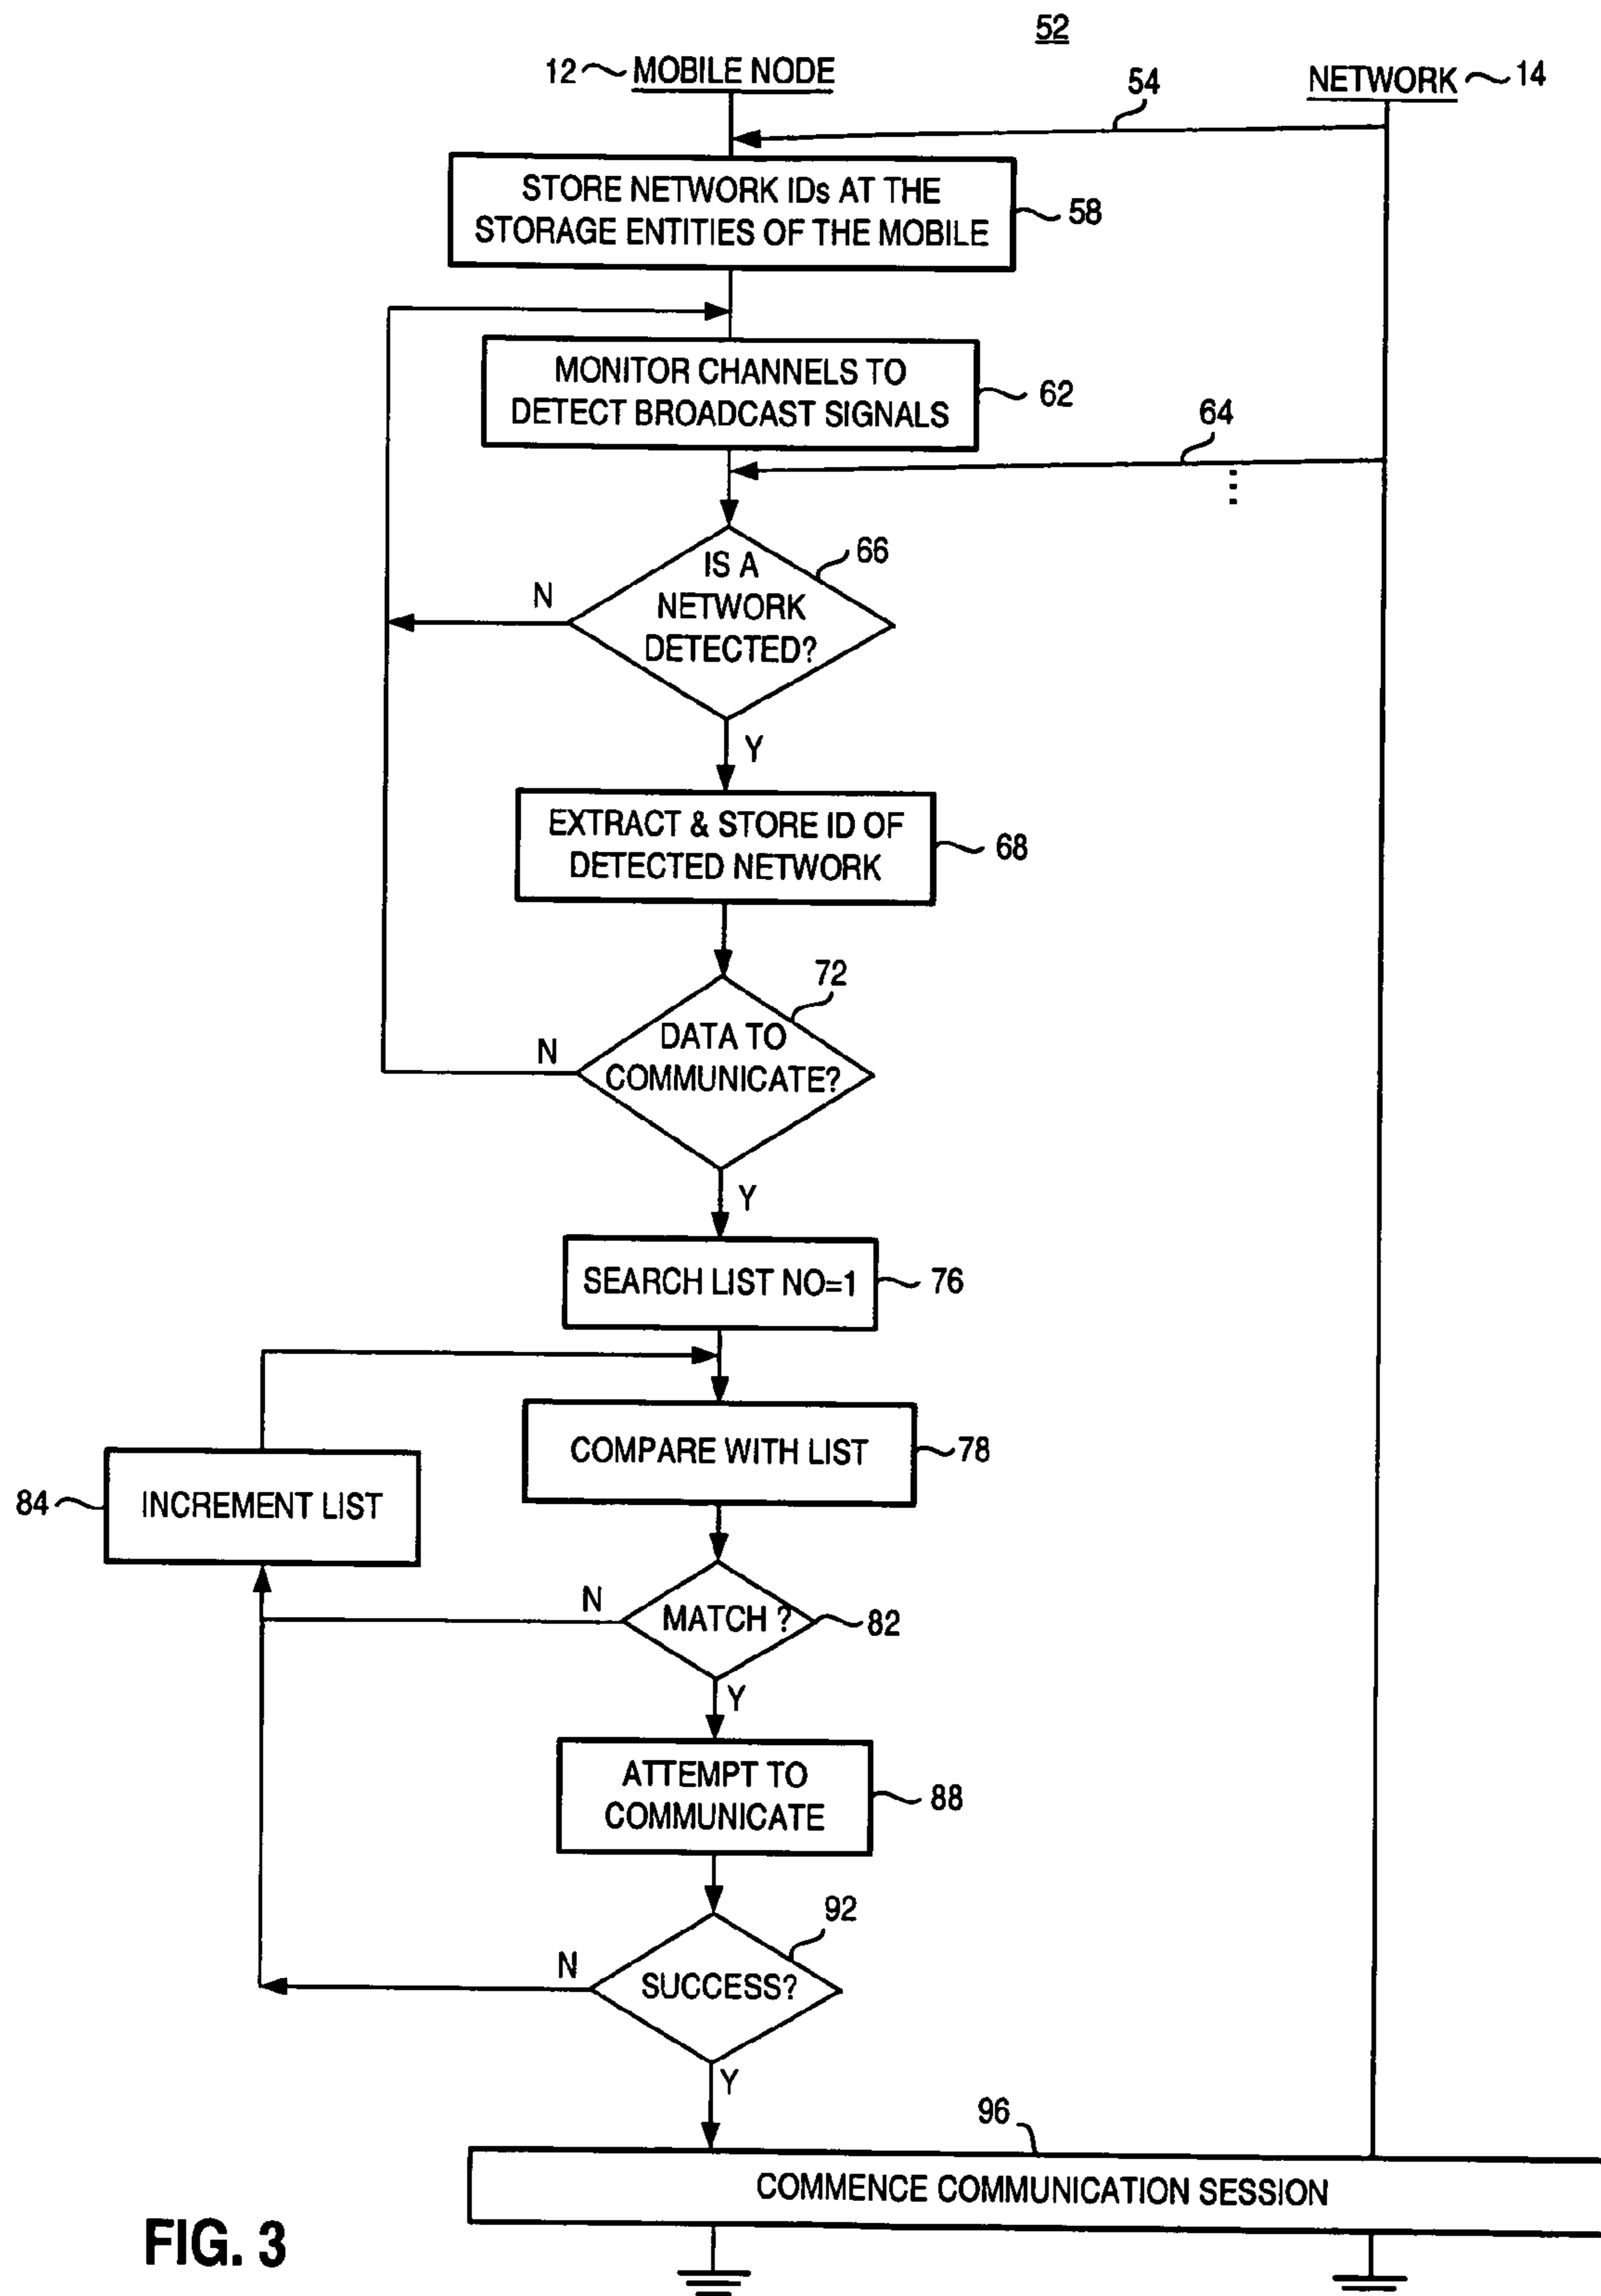 52
12 MOBILE NODE
NETWORK 14
54
STORE NETWORK IDs AT THE
STORAGE ENTITIES OF THE MOBILE
58
MONITOR CHANNELS TO
DETECT BROADCAST SIGNALS
62
64
66
IS A
NETWORK
DETECTED?
N
Y
EXTRACT & STORE ID OF
DETECTED NETWORK
68
72
DATA TO
COMMUNICATE?
N
Y
SEARCH LIST NO=1
76
COMPARE WITH LIST
78
84
INCREMENT LIST
N
MATCH ?
82
Y
ATTEMPT TO
COMMUNICATE
88
92
N
SUCCESS?
Y
96
COMMENCE COMMUNICATION SESSION
FIG. 3